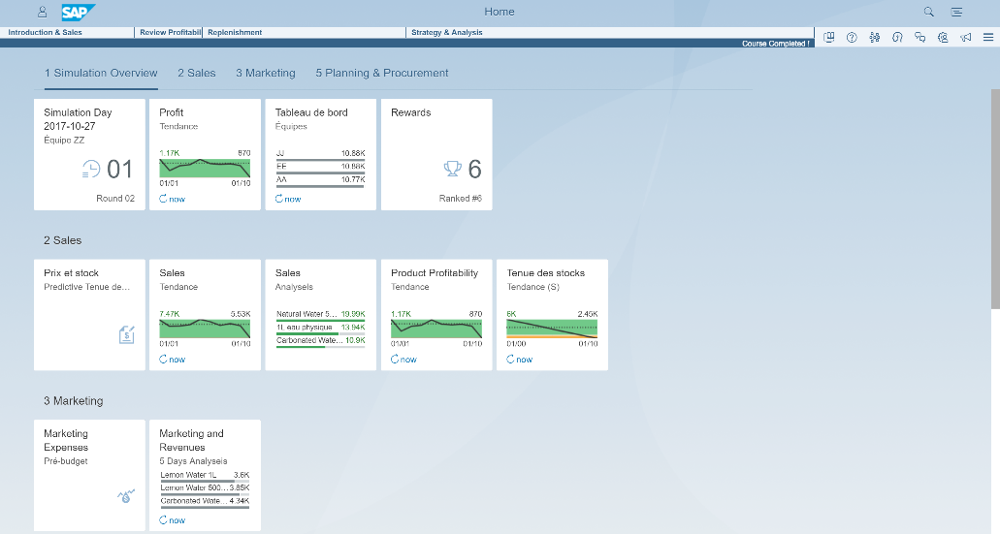 SAP
Home
Introduction & Sales
Review Profitabili
Replenishment
Strategy & Analysis
Course Completed !
1 Simulation Overview
2 Sales
3 Marketing
5 Planning & Procurement
Simulation Day
2017-10-27
Équipe ZZ
01
Round 02
Profit
Tendance
1.17K 870
01/01 01/10
now
Tableau de bord
Équipes
JJ 10.88K
EE 10.88K
AA 10.77K
now
Rewards
6
Ranked #6
2 Sales
Prix et stock
Predictive Tenue de...
$
Sales
Tendance
7.47K 5.53K
01/01 01/10
now
Sales
Analyseis
Natural Water 5... 19.99K
1L eau physique 13.94K
Carbonated Wate... 10.9K
Product Profitability
Tendance
1.17K 870
01/01 01/10
now
Tenue des stocks
Tendance (S)
6K 2.45K
01/00 01/10
now
3 Marketing
Marketing
Expenses
Pré-budget
$
Marketing and
Revenues
5 Days Analyseis
Lemon Water 1L 3.6K
Lemon Water 500... 3.85K
Carbonated Wate... 4.34K
now